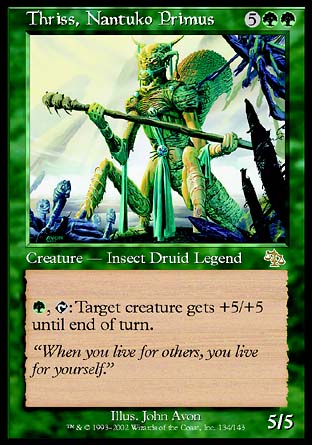 Thriss, Nantuko Primus 5
AVON
Creature — Insect Druid Legend
, : Target creature gets +5/+5
until end of turn.
“When you live for others, you live
for yourself.”
Illus. John Avon
™ & © 1993–2002 Wizards of the Coast, Inc. 134/143
5/5